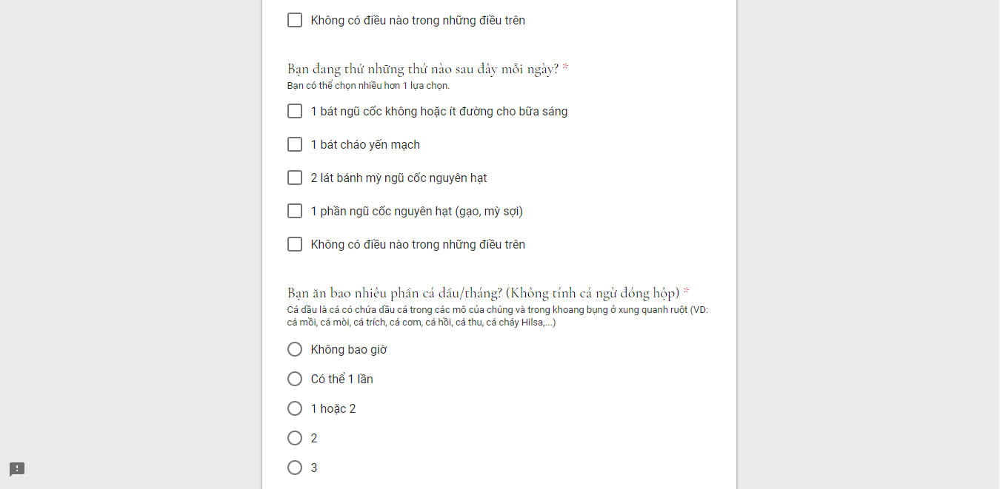 Không có điều nào trong những điều trên
Bạn đang thử những thứ nào sau đây mỗi ngày? *
Bạn có thể chọn nhiều hơn 1 lựa chọn.
1 bát ngũ cốc không hoặc ít đường cho bữa sáng
1 bát cháo yến mạch
2 lát bánh mỳ ngũ cốc nguyên hạt
1 phần ngũ cốc nguyên hạt (gạo, mỳ sợi)
Không có điều nào trong những điều trên
Bạn ăn bao nhiêu phần cá dầu/tháng? (Không tính cá ngừ đóng hộp) *
Cá dầu là cá có chứa dầu cá trong các mô của chúng và trong khoang bụng ở xung quanh ruột (VD:
cá mồi, cá mòi, cá trích, cá cơm, cá hồi, cá thu, cá cháy Hilsa,...)
Không bao giờ
Có thể 1 lần
1 hoặc 2
2
3